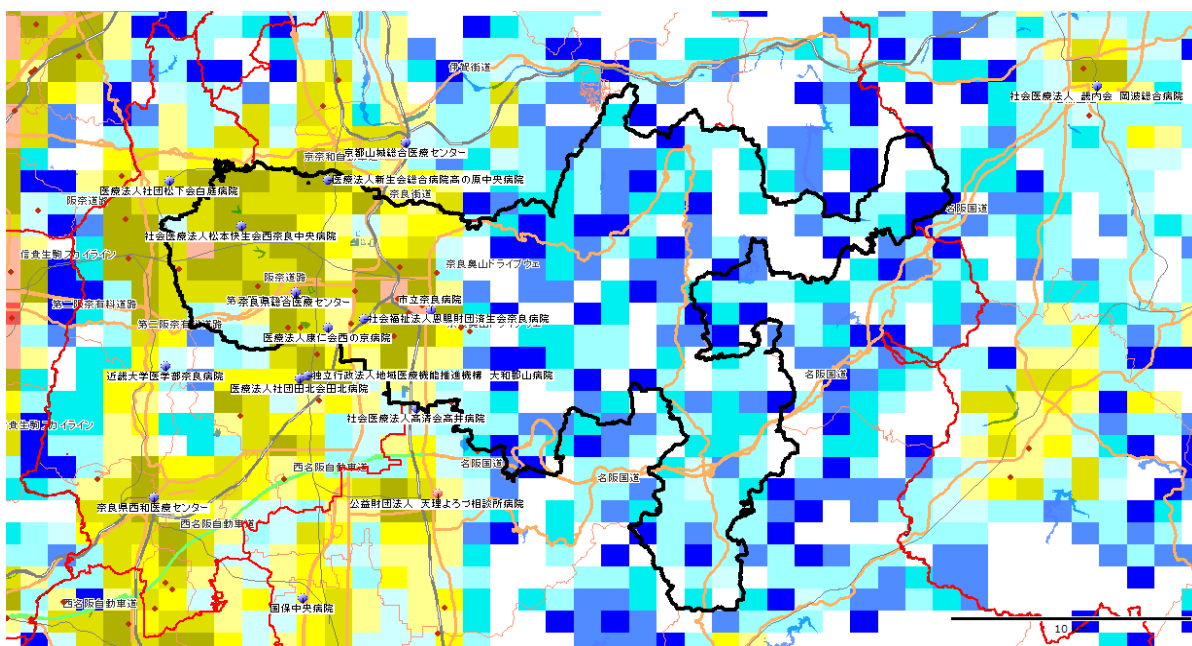 伊賀街道
社会医療法人 畿内会 岡波総合病院
京奈和自動車道
京都山城総合医療センター
医療法人社団松下会白庭病院
医療法人新生会総合病院高の原中央病院
阪奈道路
奈良街道
名阪国道
社会医療法人松本快生会西奈良中央病院
信貴生駒スカイライン
奈良奥山ドライブウェ
阪奈道路
第二阪奈有料道路
奈良県総合医療センター
市立奈良病院
第二阪奈有料道路
社会福祉法人恩賜財団済生会奈良病院
医療法人康仁会西の京病院
近畿大学医学部奈良病院
独立行政法人地域医療機能推進機構 大和郡山病院
名阪国道
医療法人社団田北会田北病院
社会医療法人高清会高井病院
信貴生駒スカイライン
西名阪自動車道
名阪国道
名阪国道
奈良県西和医療センター
公益財団法人 天理よろづ相談所病院
西名阪自動車道
西名阪自動車道
国保中央病院
10